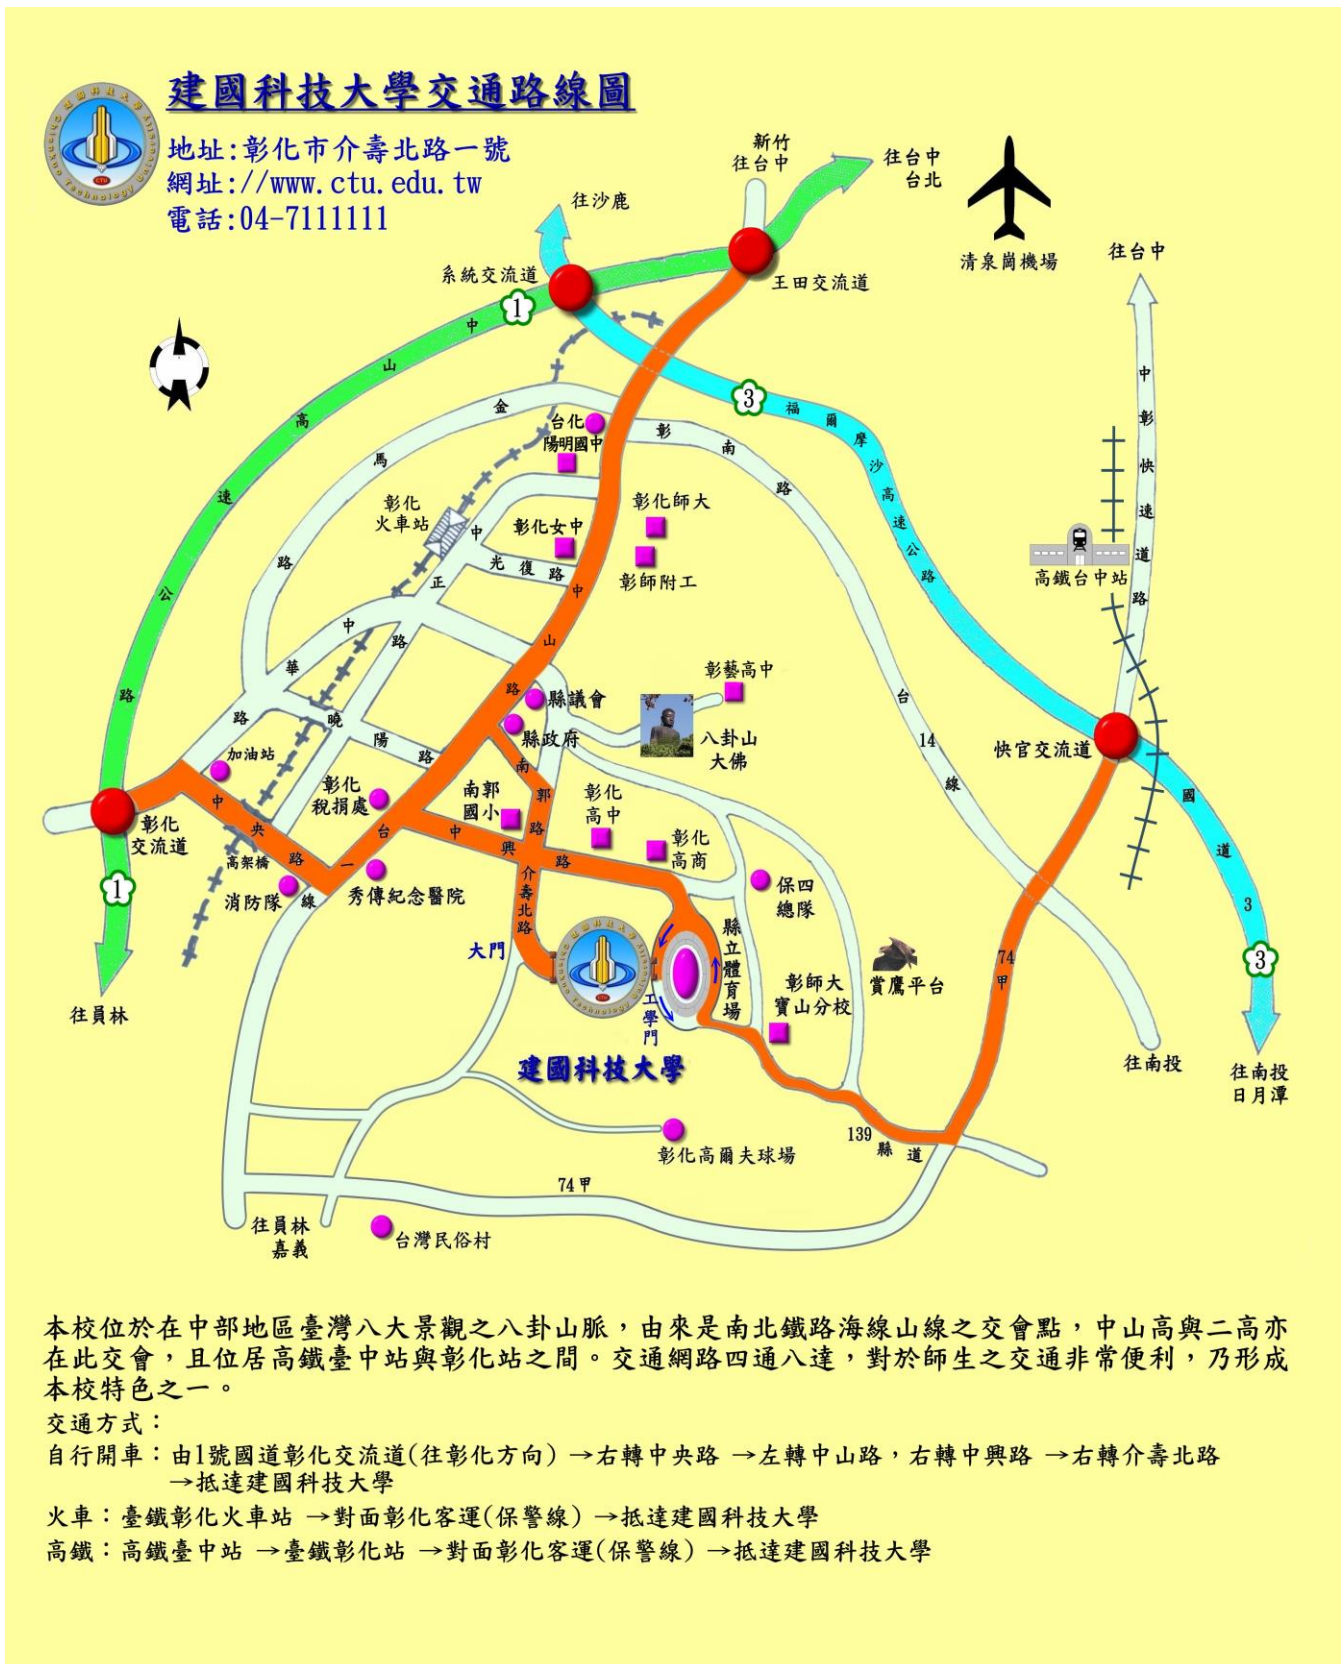 建國科技大學交通路線圖
地址:彰化市介壽北路一號
網址://www.ctu.edu.tw
電話:04-7111111
新竹
往台中
往台中
台北
往沙鹿
清泉崗機場
往台中
系統交流道
王田交流道
1
中山高速公路
3
福爾摩沙高速公路
中彰快速道路
金馬路
台化
陽明國中
彰南路
彰化
火車站
中正路
彰化女中
彰化師大
光復路
彰師附工
高鐵台中站
中山路
中華路
彰藝高中
縣議會
縣政府
八卦山
大佛
台14線
快官交流道
曉陽路
加油站
彰化
稅捐處
南郭
國小
南郭路
彰化
高中
彰化
高商
彰化
交流道
中央路
高架橋
台一線
中興路
消防隊
秀傳紀念醫院
介壽北路
保四
總隊
國道3
1
大門
縣立體育場
74甲
3
賞鷹平台
彰師大
寶山分校
工學門
往員林
建國科技大學
往南投
往南投
日月潭
139縣道
彰化高爾夫球場
74甲
往員林
嘉義
台灣民俗村
本校位於在中部地區臺灣八大景觀之八卦山脈，由來是南北鐵路海線山線之交會點，中山高與二高亦
在此交會，且位居高鐵臺中站與彰化站之間。交通網路四通八達，對於師生之交通非常便利，乃形成
本校特色之一。
交通方式：
自行開車：由1號國道彰化交流道(往彰化方向) →右轉中央路 →左轉中山路，右轉中興路 →右轉介壽北路
→抵達建國科技大學
火車：臺鐵彰化火車站 →對面彰化客運(保警線) →抵達建國科技大學
高鐵：高鐵臺中站 →臺鐵彰化站 →對面彰化客運(保警線) →抵達建國科技大學